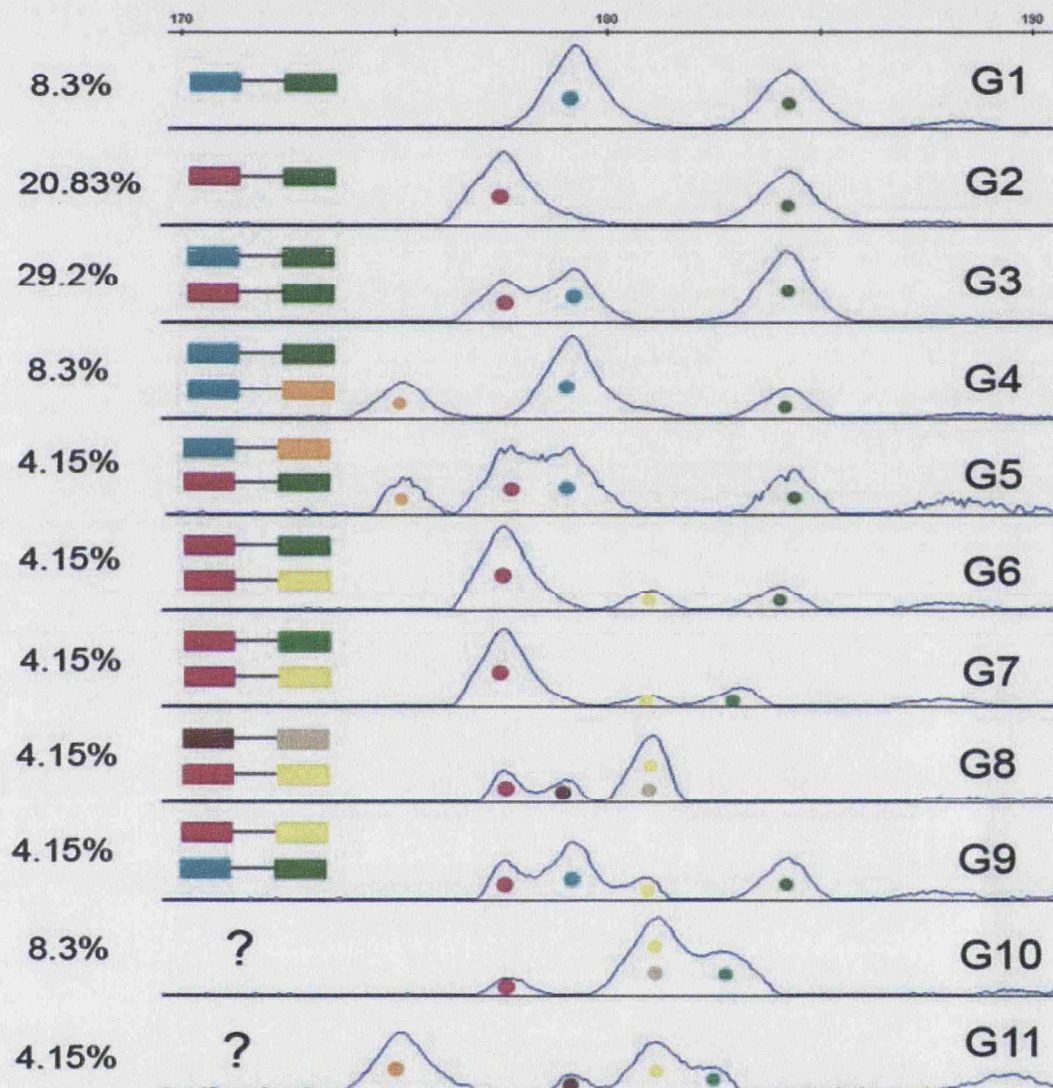 170 180 190
8.3% G1
20.83% G2
29.2% G3
8.3% G4
4.15% G5
4.15% G6
4.15% G7
4.15% G8
4.15% G9
8.3% ? G10
4.15% ? G11